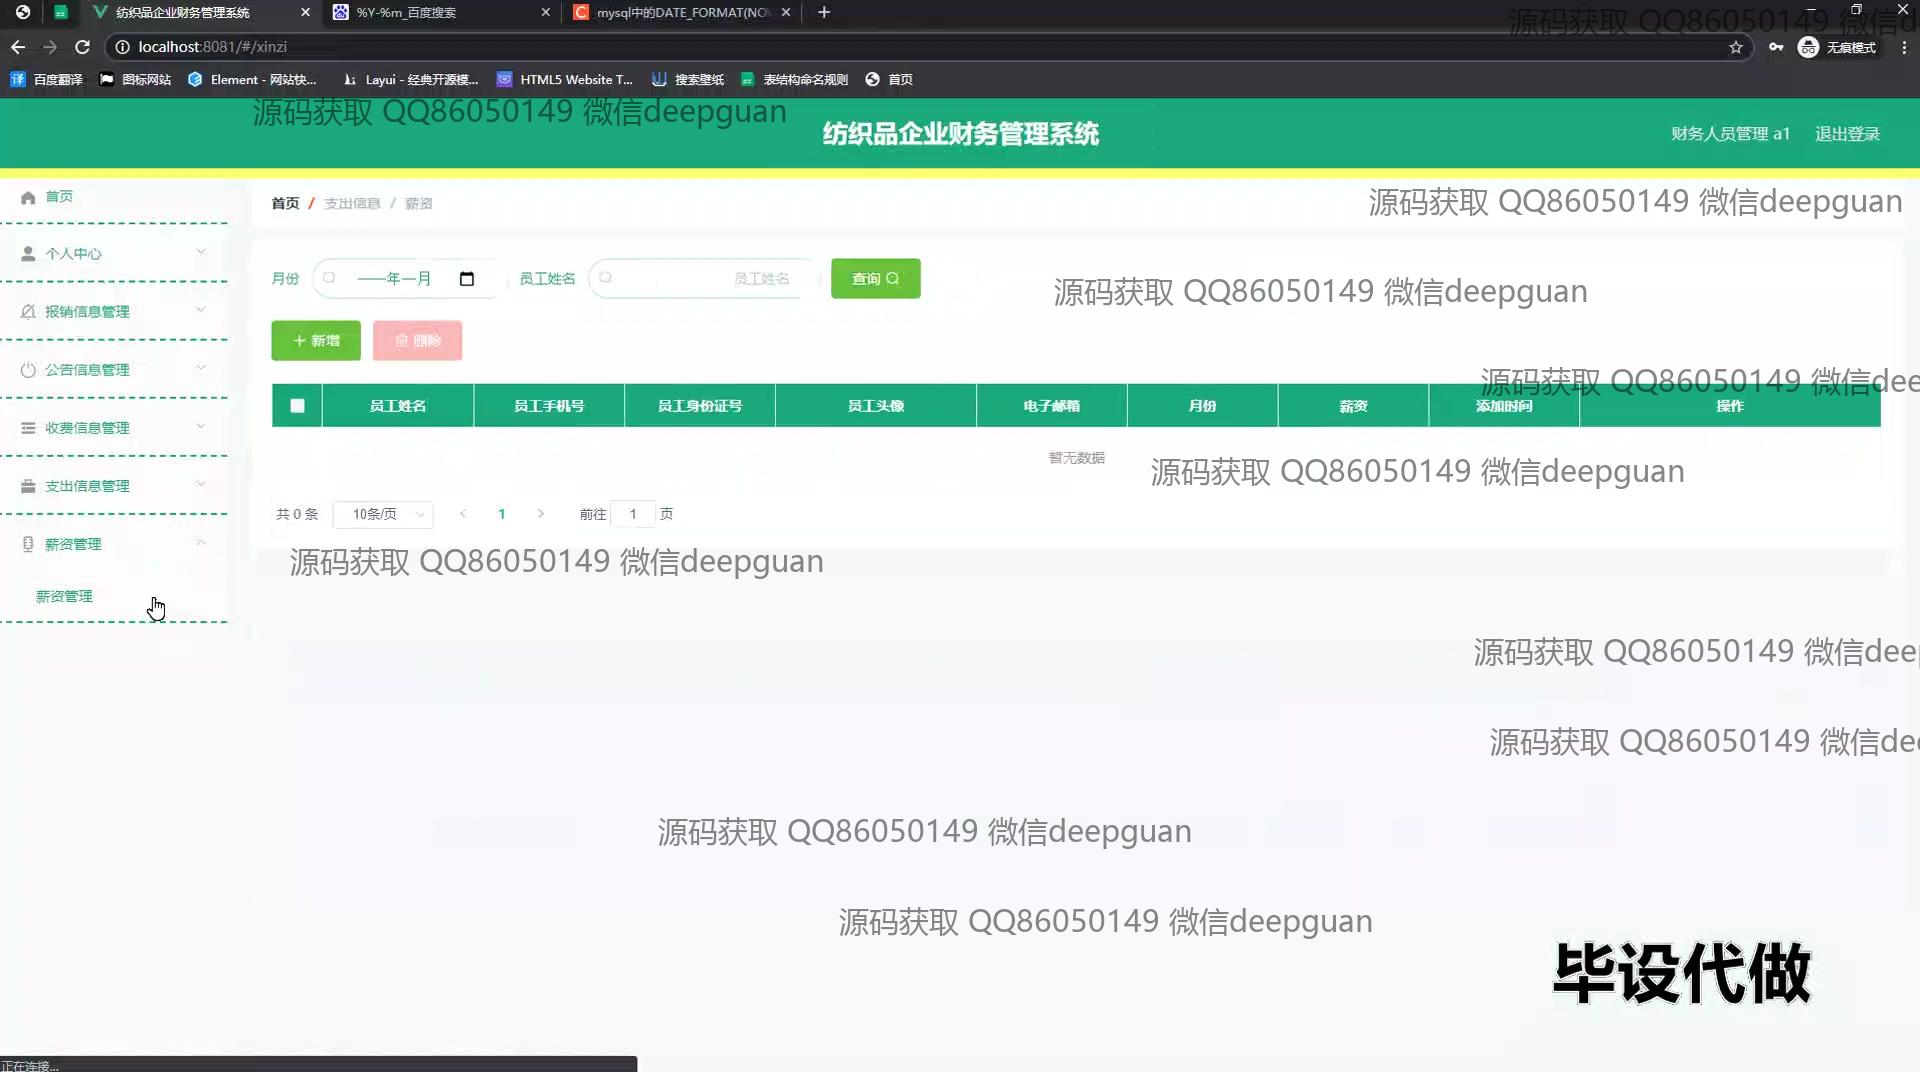 纺织品企业财务管理系统
%Y-%m_百度搜索
mysql中的DATE_FORMAT(NOW
源码获取 QQ86050149 微信d
localhost:8081/#/xinzi
无痕模式
百度翻译
图标网站
Element - 网站快...
Layui - 经典开源模...
HTML5 Website T...
搜索壁纸
表结构命名规则
首页
源码获取 QQ86050149 微信deepguan
纺织品企业财务管理系统
财务人员管理 a1
退出登录
首页
首页 / 支出信息 / 薪资
源码获取 QQ86050149 微信deepguan
个人中心
月份
——年—月
员工姓名
员工姓名
查询
源码获取 QQ86050149 微信deepguan
报销信息管理
新增
删除
公告信息管理
源码获取 QQ86050149 微信dee
员工姓名
员工手机号
员工身份证号
员工头像
电子邮箱
月份
薪资
添加时间
操作
收费信息管理
暂无数据
源码获取 QQ86050149 微信deepguan
支出信息管理
共 0 条
10条/页
1
前往
1
页
薪资管理
源码获取 QQ86050149 微信deepguan
薪资管理
源码获取 QQ86050149 微信deep
源码获取 QQ86050149 微信dee
源码获取 QQ86050149 微信deepguan
源码获取 QQ86050149 微信deepguan
毕设代做
正在连接...